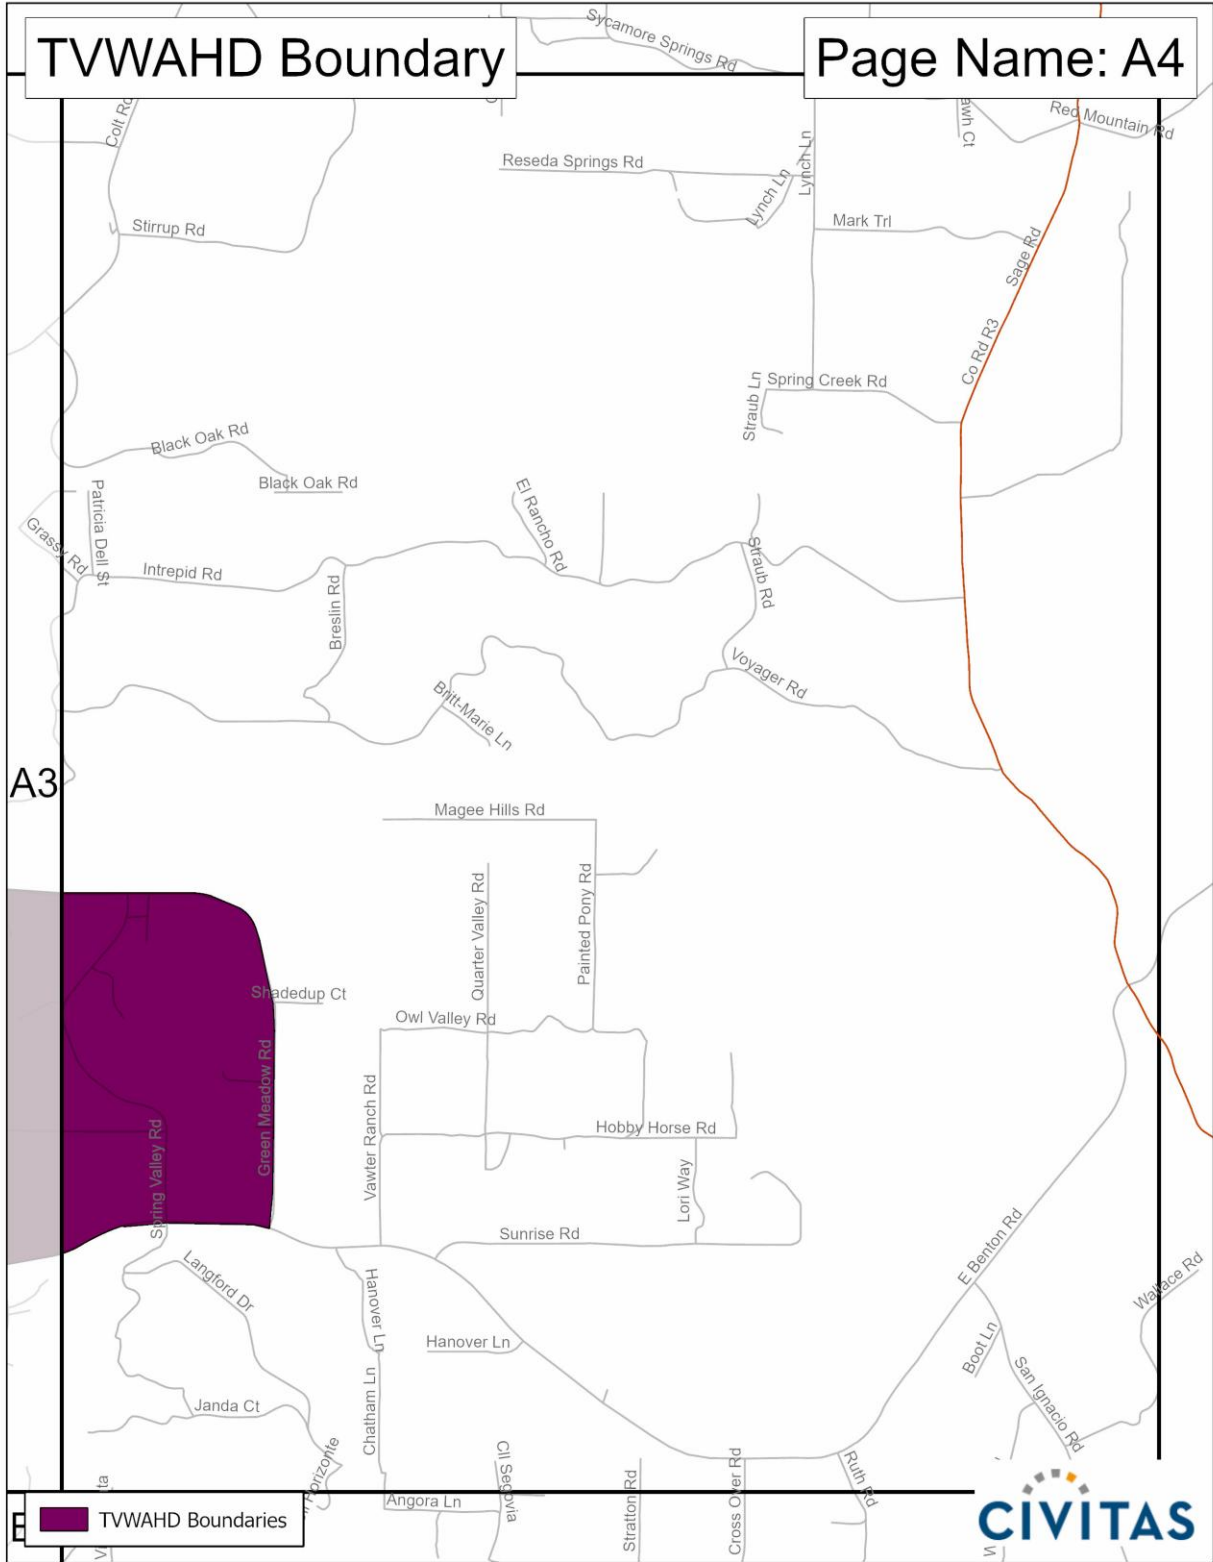 TVWAHD Boundary
Page Name: A4
Sycamore Springs Rd
Colt Rd
awh Ct
Red Mountain Rd
Reseda Springs Rd
Lynch Ln
Lynch Ln
Stirrup Rd
Mark Trl
Sage Rd
Co Rd R3
Spring Creek Rd
Straub Ln
Black Oak Rd
Black Oak Rd
Patricia Dell St
El Rancho Rd
Grassy Rd
Intrepid Rd
Breslin Rd
Straub Rd
Voyager Rd
Britt-Marie Ln
A3
Magee Hills Rd
Quarter Valley Rd
Painted Pony Rd
Shadedup Ct
Owl Valley Rd
Green Meadow Rd
Vawter Ranch Rd
Hobby Horse Rd
Spring Valley Rd
Lori Way
Sunrise Rd
E Benton Rd
Langford Dr
Hanover Ln
Wallace Rd
Hanover Ln
Boot Ln
San Ignacio Rd
Chatham Ln
Janda Ct
Horizonte
Cll Segovia
Stratton Rd
Cross Over Rd
Ruth Rd
Angora Ln
TVWAHD Boundaries
CIVITAS